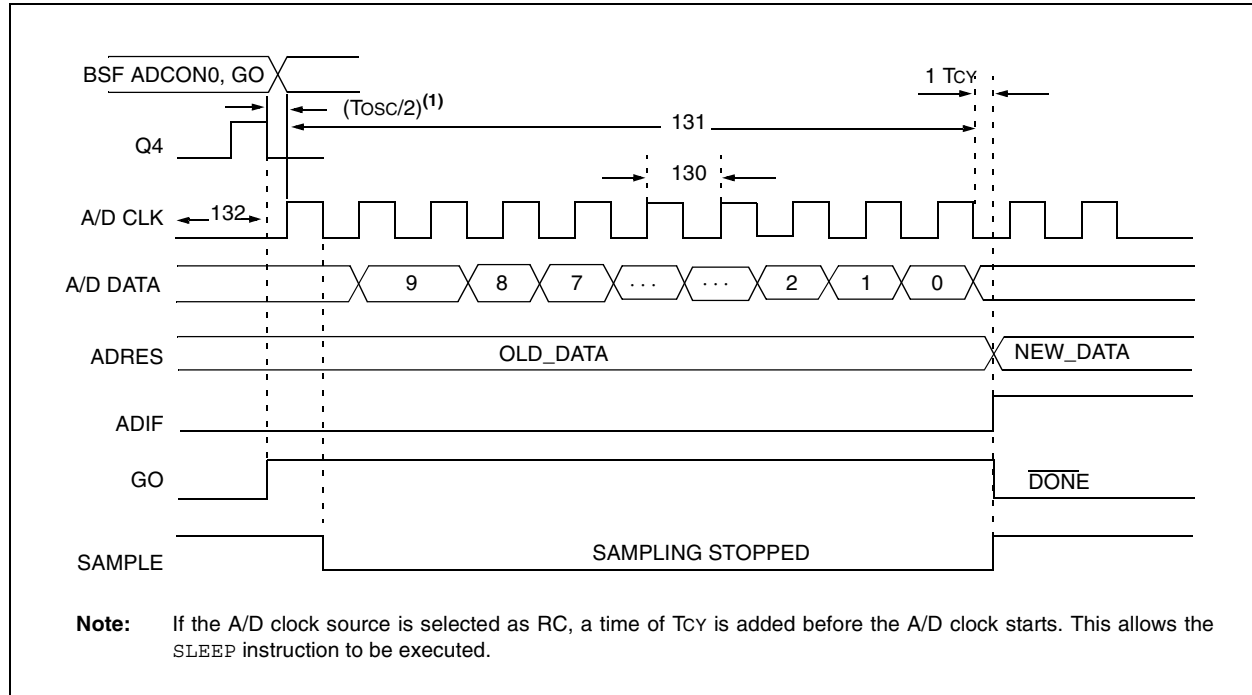 BSF ADCON0, GO
1 TCY
(TOSC/2)(1)
131
Q4
130
A/D CLK
132
A/D DATA
9 8 7 ... ... 2 1 0
ADRES
OLD_DATA
NEW_DATA
ADIF
GO
DONE
SAMPLE
SAMPLING STOPPED
Note: If the A/D clock source is selected as RC, a time of TCY is added before the A/D clock starts. This allows the
SLEEP instruction to be executed.